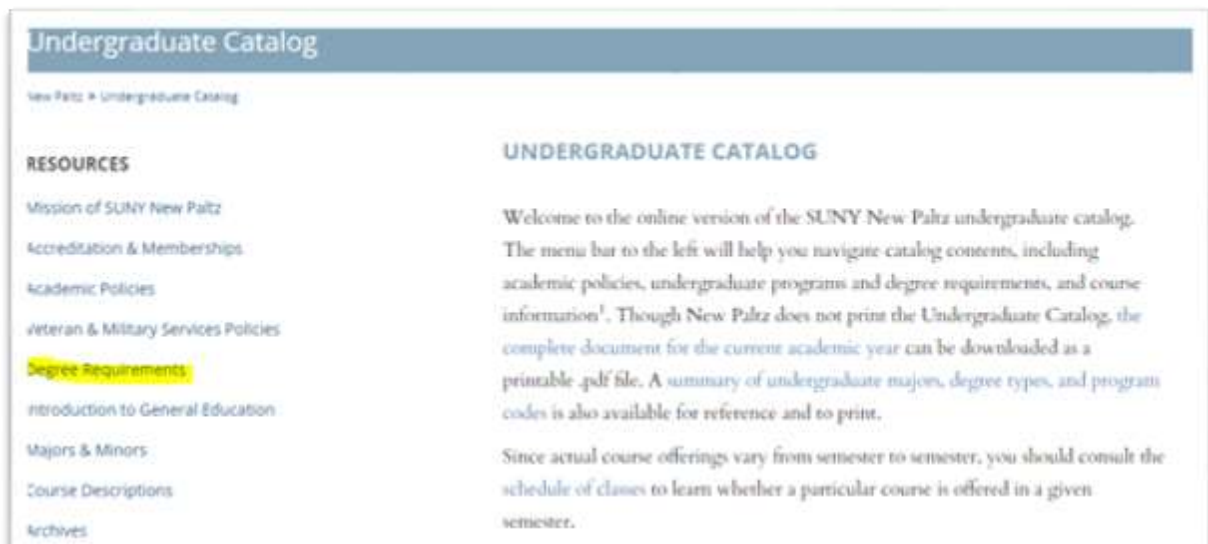 Undergraduate Catalog
New Paltz » Undergraduate Catalog
RESOURCES
Mission of SUNY New Paltz
Accreditation & Memberships
Academic Policies
Veteran & Military Services Policies
Degree Requirements
Introduction to General Education
Majors & Minors
Course Descriptions
Archives
UNDERGRADUATE CATALOG
Welcome to the online version of the SUNY New Paltz undergraduate catalog.
The menu bar to the left will help you navigate catalog contents, including
academic policies, undergraduate programs and degree requirements, and course
information¹. Though New Paltz does not print the Undergraduate Catalog, the
complete document for the current academic year can be downloaded as a
printable .pdf file. A summary of undergraduate majors, degree types, and program
codes is also available for reference and to print.
Since actual course offerings vary from semester to semester, you should consult the
schedule of classes to learn whether a particular course is offered in a given
semester.